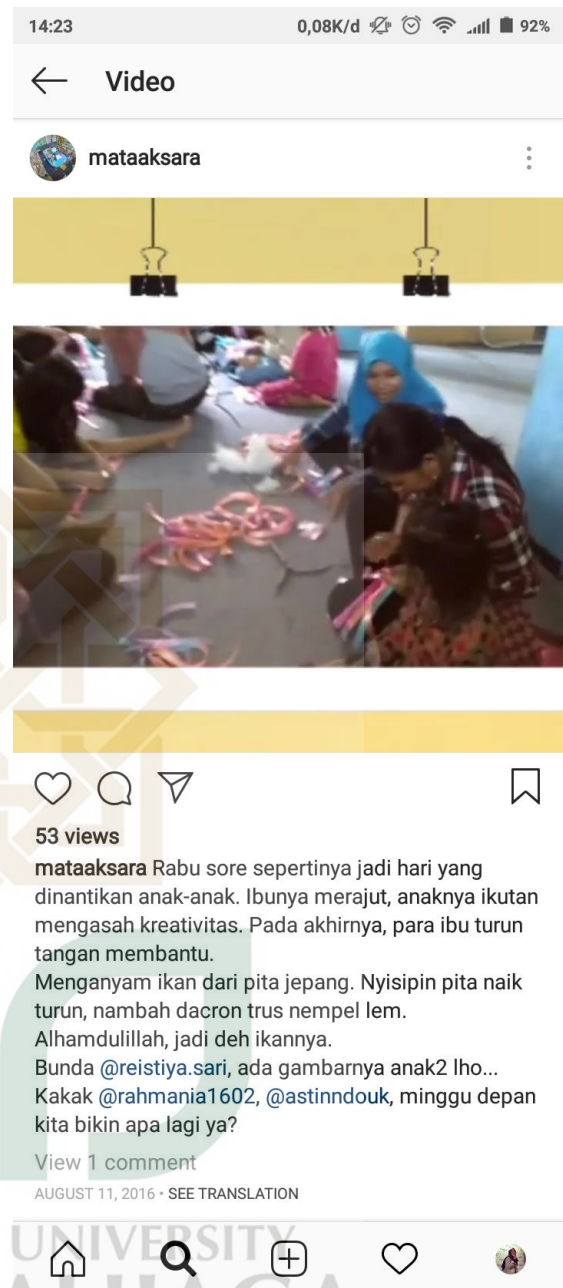 14:23 0,08K/d 92%
Video
mataaksara
53 views
mataaksara Rabu sore sepertinya jadi hari yang
dinantikan anak-anak. Ibunya merajut, anaknya ikutan
mengasah kreativitas. Pada akhirnya, para ibu turun
tangan membantu.
Menganyam ikan dari pita jepang. Nyisipin pita naik
turun, nambah dacron trus nempel lem.
Alhamdulillah, jadi deh ikannya.
Bunda @reistiya.sari, ada gambarnya anak2 lho...
Kakak @rahmania1602, @astinndouk, minggu depan
kita bikin apa lagi ya?
View 1 comment
AUGUST 11, 2016 • SEE TRANSLATION
UNIVERSITY